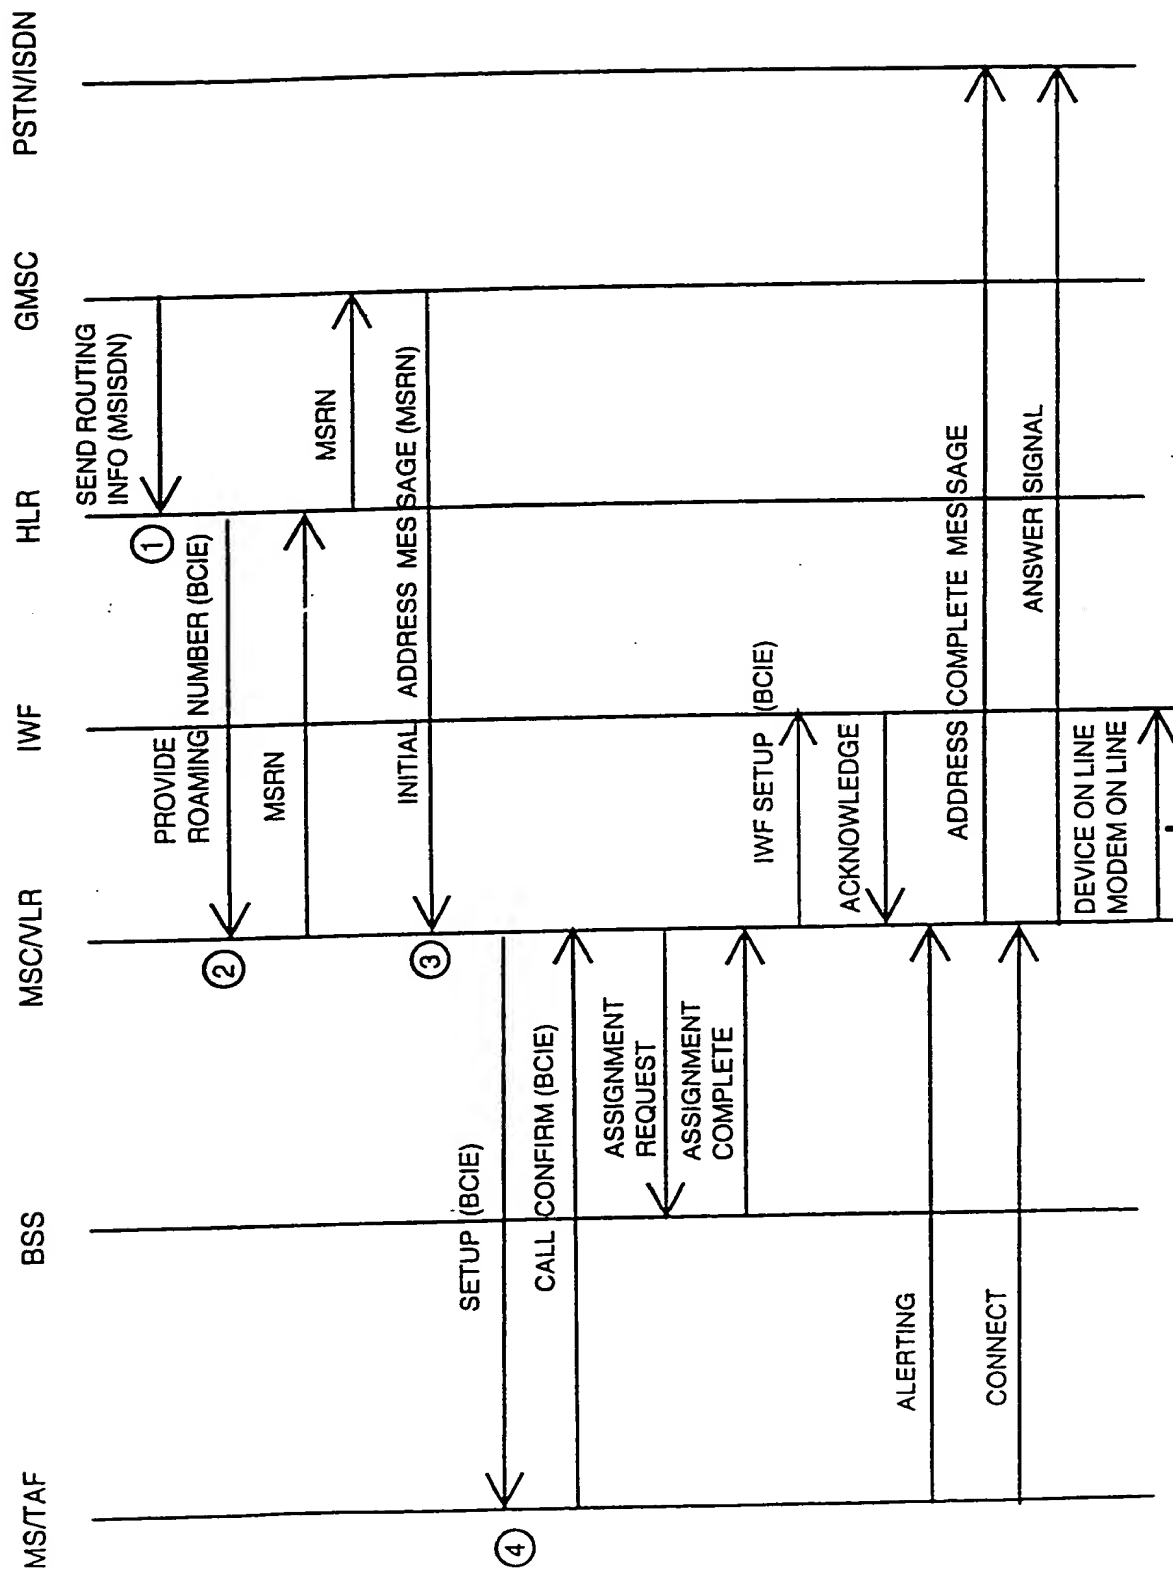 MS/TAF
BSS
MSC/VLR
IWF
HLR
GMSC
PSTN/ISDN
SEND ROUTING
INFO (MSISDN)
1
PROVIDE
ROAMING NUMBER (BCIE)
2
MSRN
MSRN
INITIAL ADDRESS MESSAGE (MSRN)
3
SETUP (BCIE)
4
CALL CONFIRM (BCIE)
ASSIGNMENT
REQUEST
ASSIGNMENT
COMPLETE
IWF SETUP (BCIE)
ACKNOWLEDGE
ALERTING
ADDRESS COMPLETE MESSAGE
CONNECT
ANSWER SIGNAL
DEVICE ON LINE
MODEM ON LINE